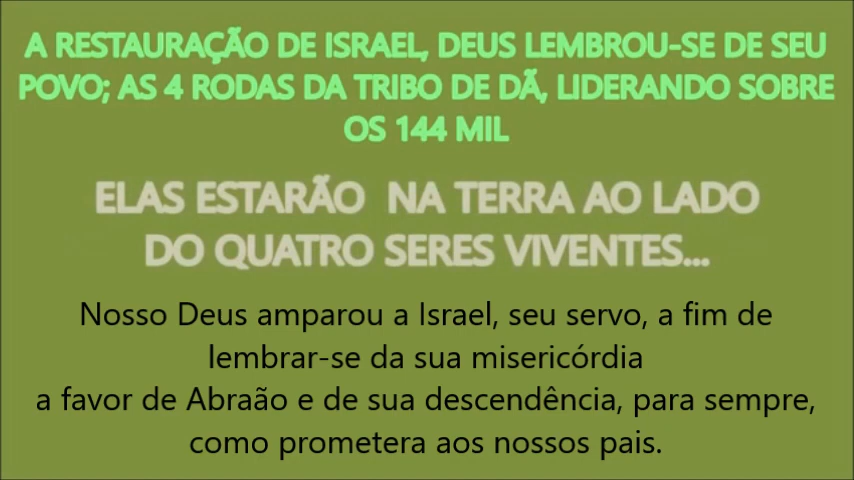 A RESTAURAÇÃO DE ISRAEL, DEUS LEMBROU-SE DE SEU
POVO; AS 4 RODAS DA TRIBO DE DÃ, LIDERANDO SOBRE
OS 144 MIL
ELAS ESTARÃO NA TERRA AO LADO
DO QUATRO SERES VIVENTES...
Nosso Deus amparou a Israel, seu servo, a fim de
lembrar-se da sua misericórdia
a favor de Abraão e de sua descendência, para sempre,
como prometera aos nossos pais.